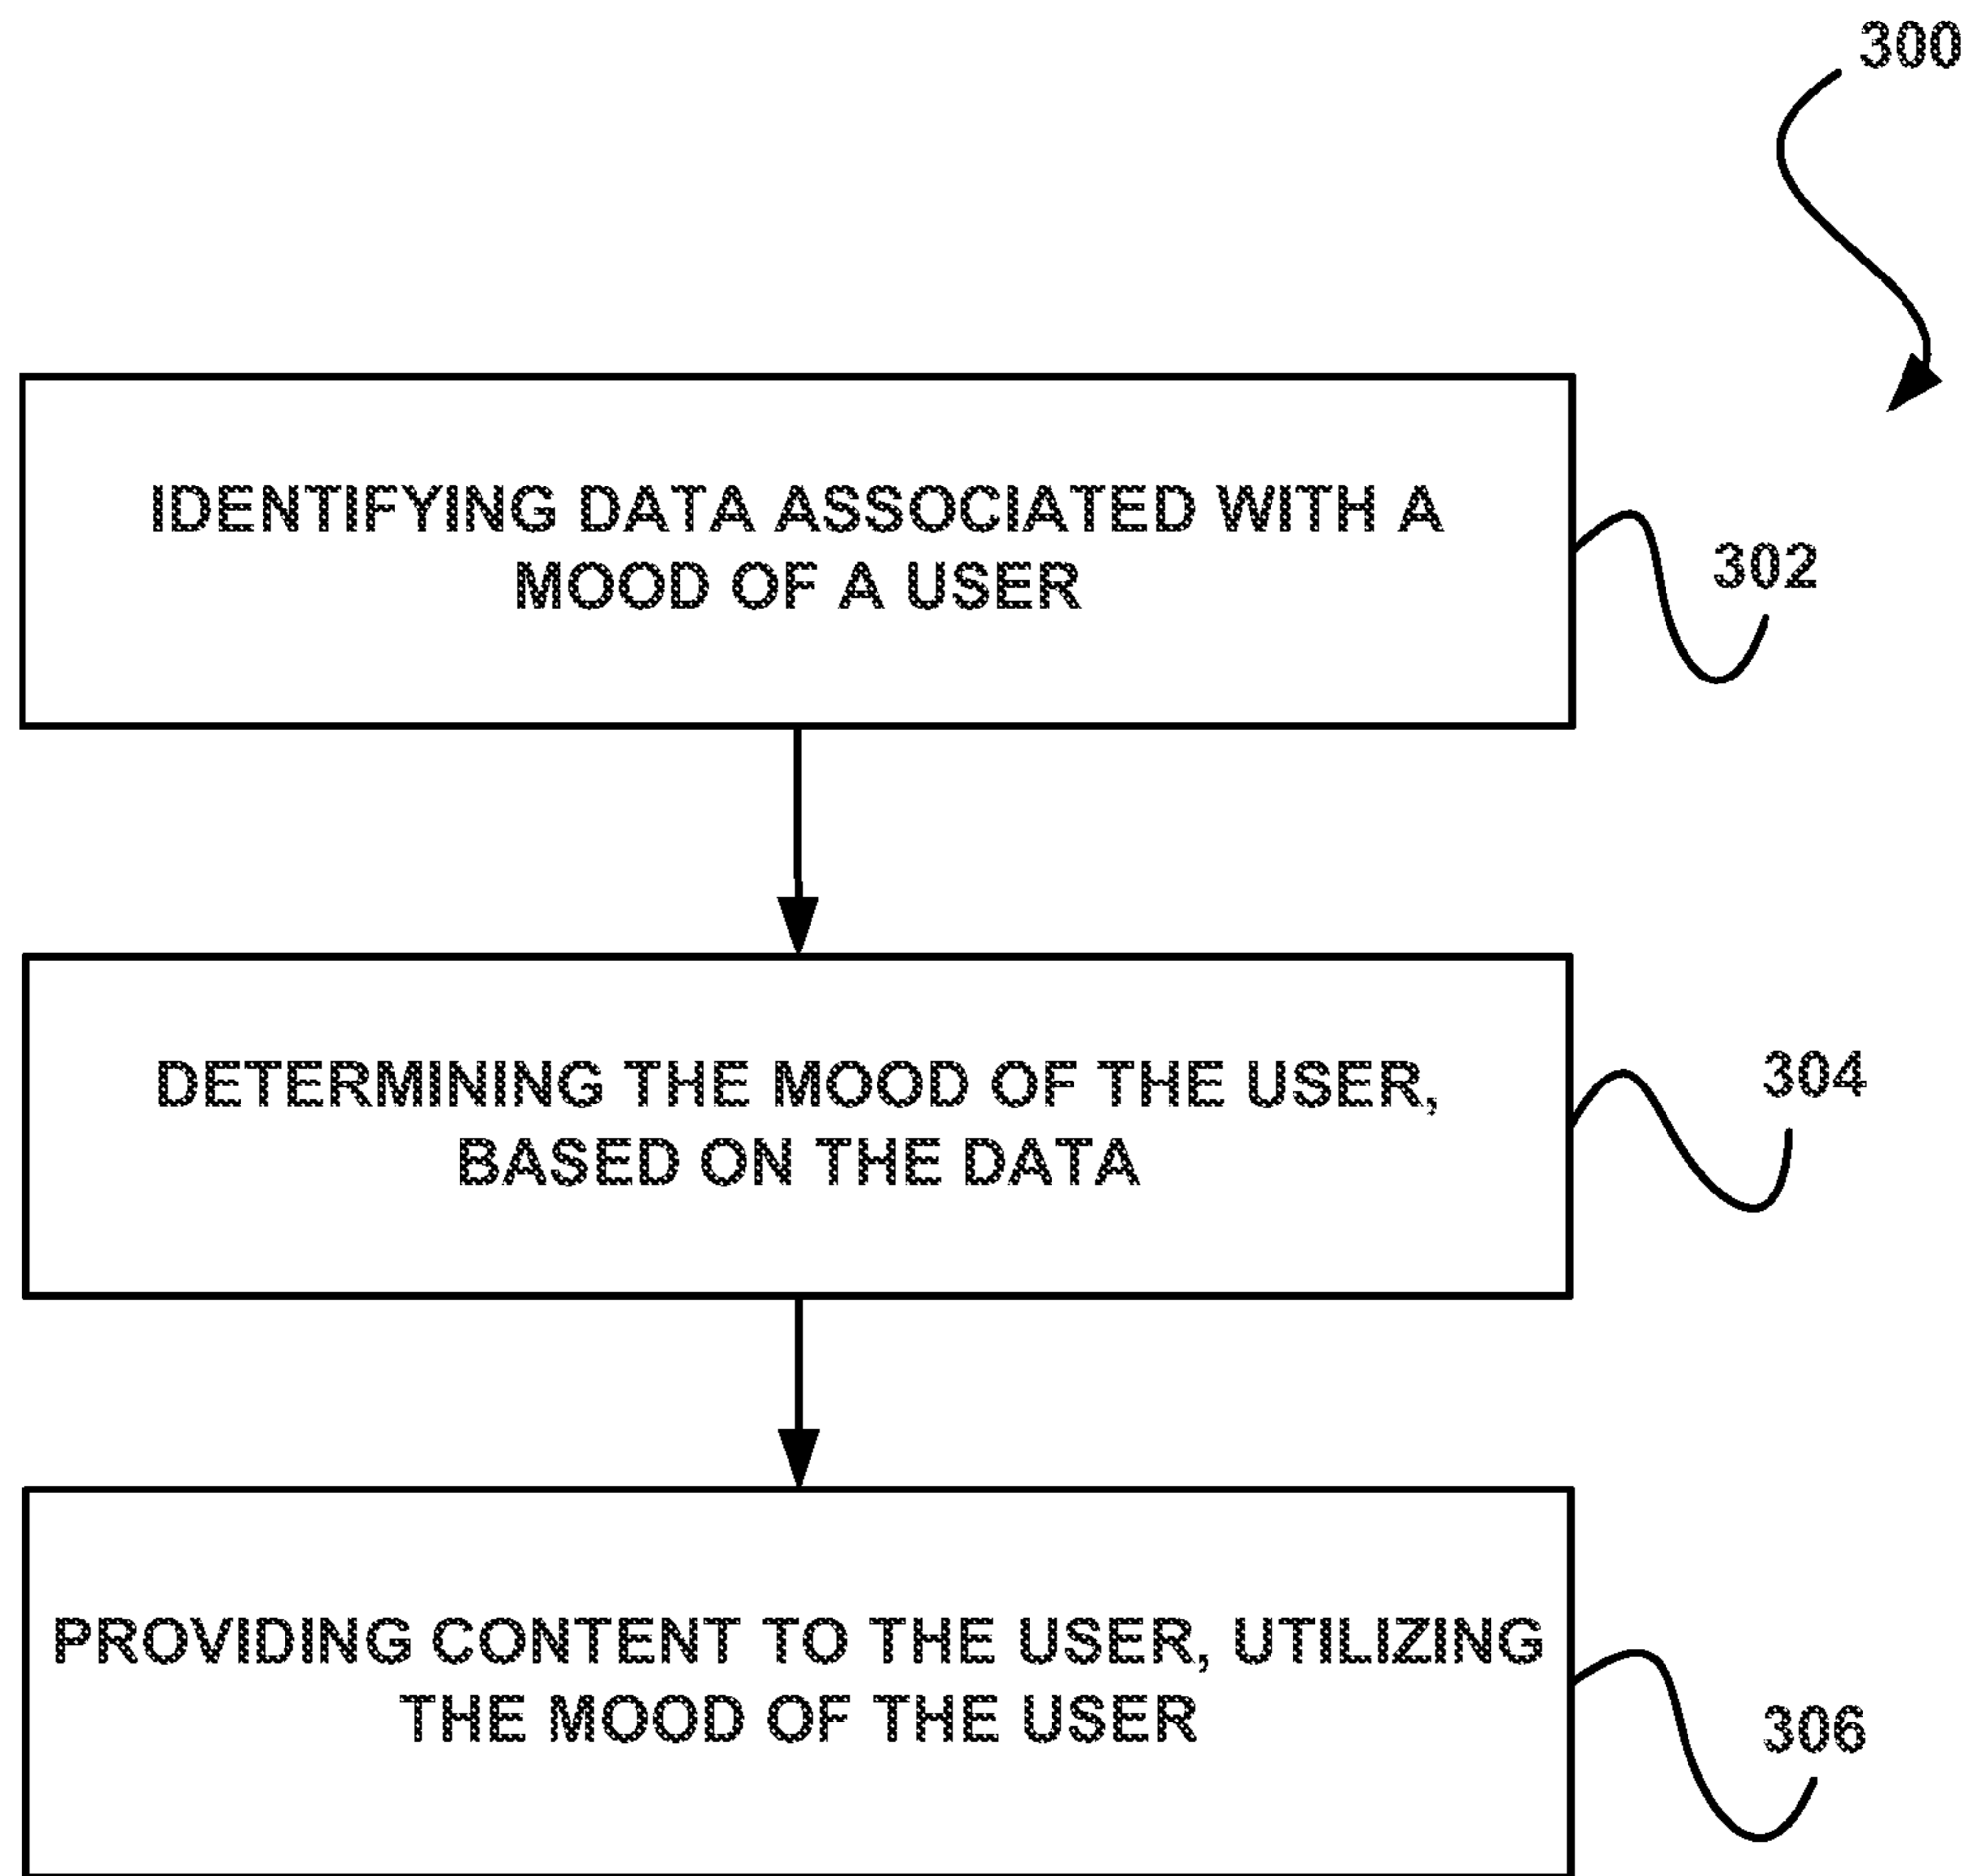 300
IDENTIFYING DATA ASSOCIATED WITH A
MOOD OF A USER
302
DETERMINING THE MOOD OF THE USER,
BASED ON THE DATA
304
PROVIDING CONTENT TO THE USER, UTILIZING
THE MOOD OF THE USER
306